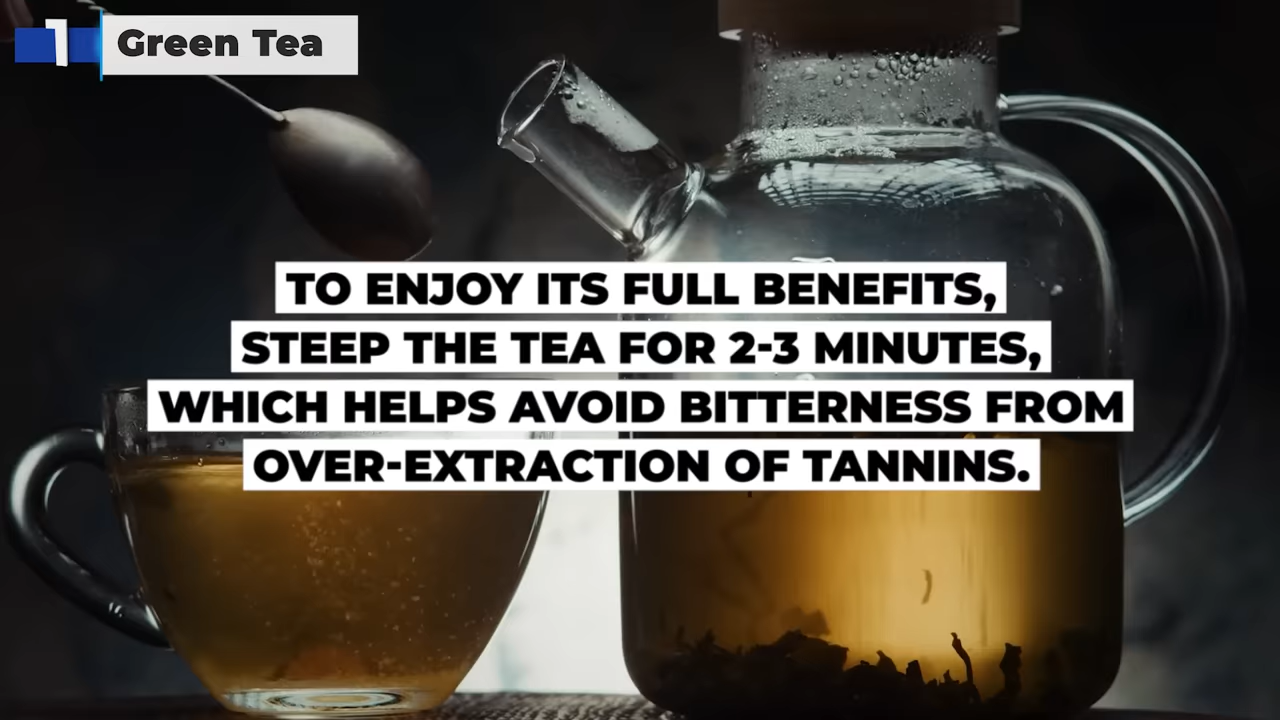 1 Green Tea
TO ENJOY ITS FULL BENEFITS,
STEEP THE TEA FOR 2-3 MINUTES,
WHICH HELPS AVOID BITTERNESS FROM
OVER-EXTRACTION OF TANNINS.